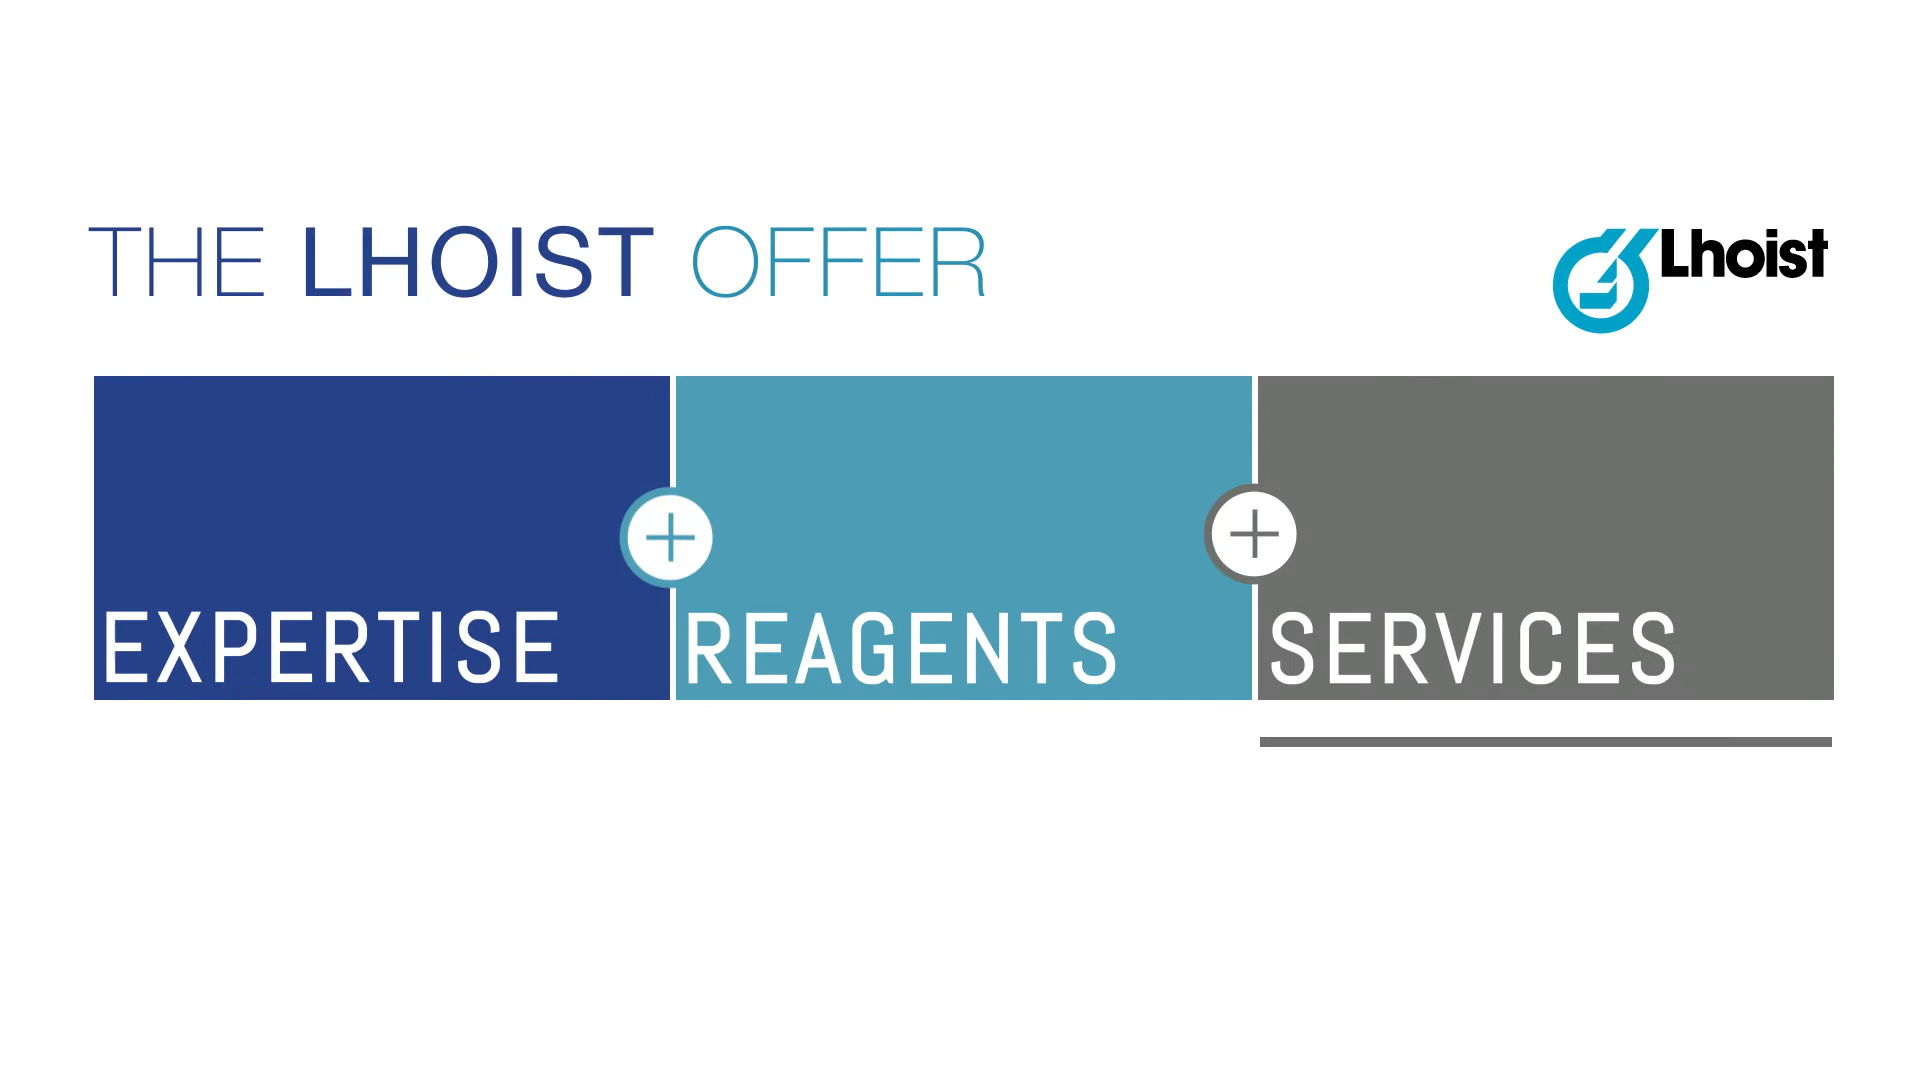 THE LHOIST OFFER
Lhoist
EXPERTISE
REAGENTS
SERVICES